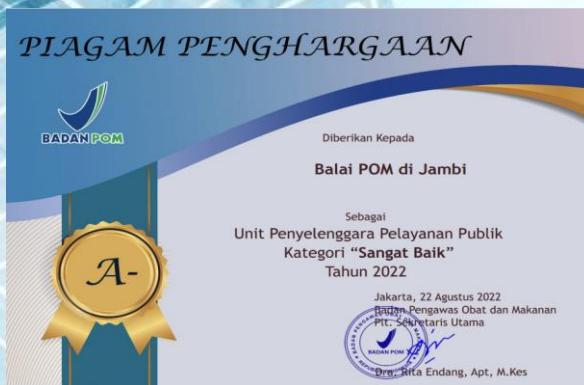 PIAGAM PENGHARGAAN
BADAN POM
Diberikan Kepada
Balai POM di Jambi
Sebagai
Unit Penyelenggara Pelayanan Publik
Kategori “Sangat Baik”
Tahun 2022
A-
Jakarta, 22 Agustus 2022
Badan Pengawas Obat dan Makanan
Plt. Sekretaris Utama
BADAN POM
Dra. Rita Endang, Apt, M.Kes